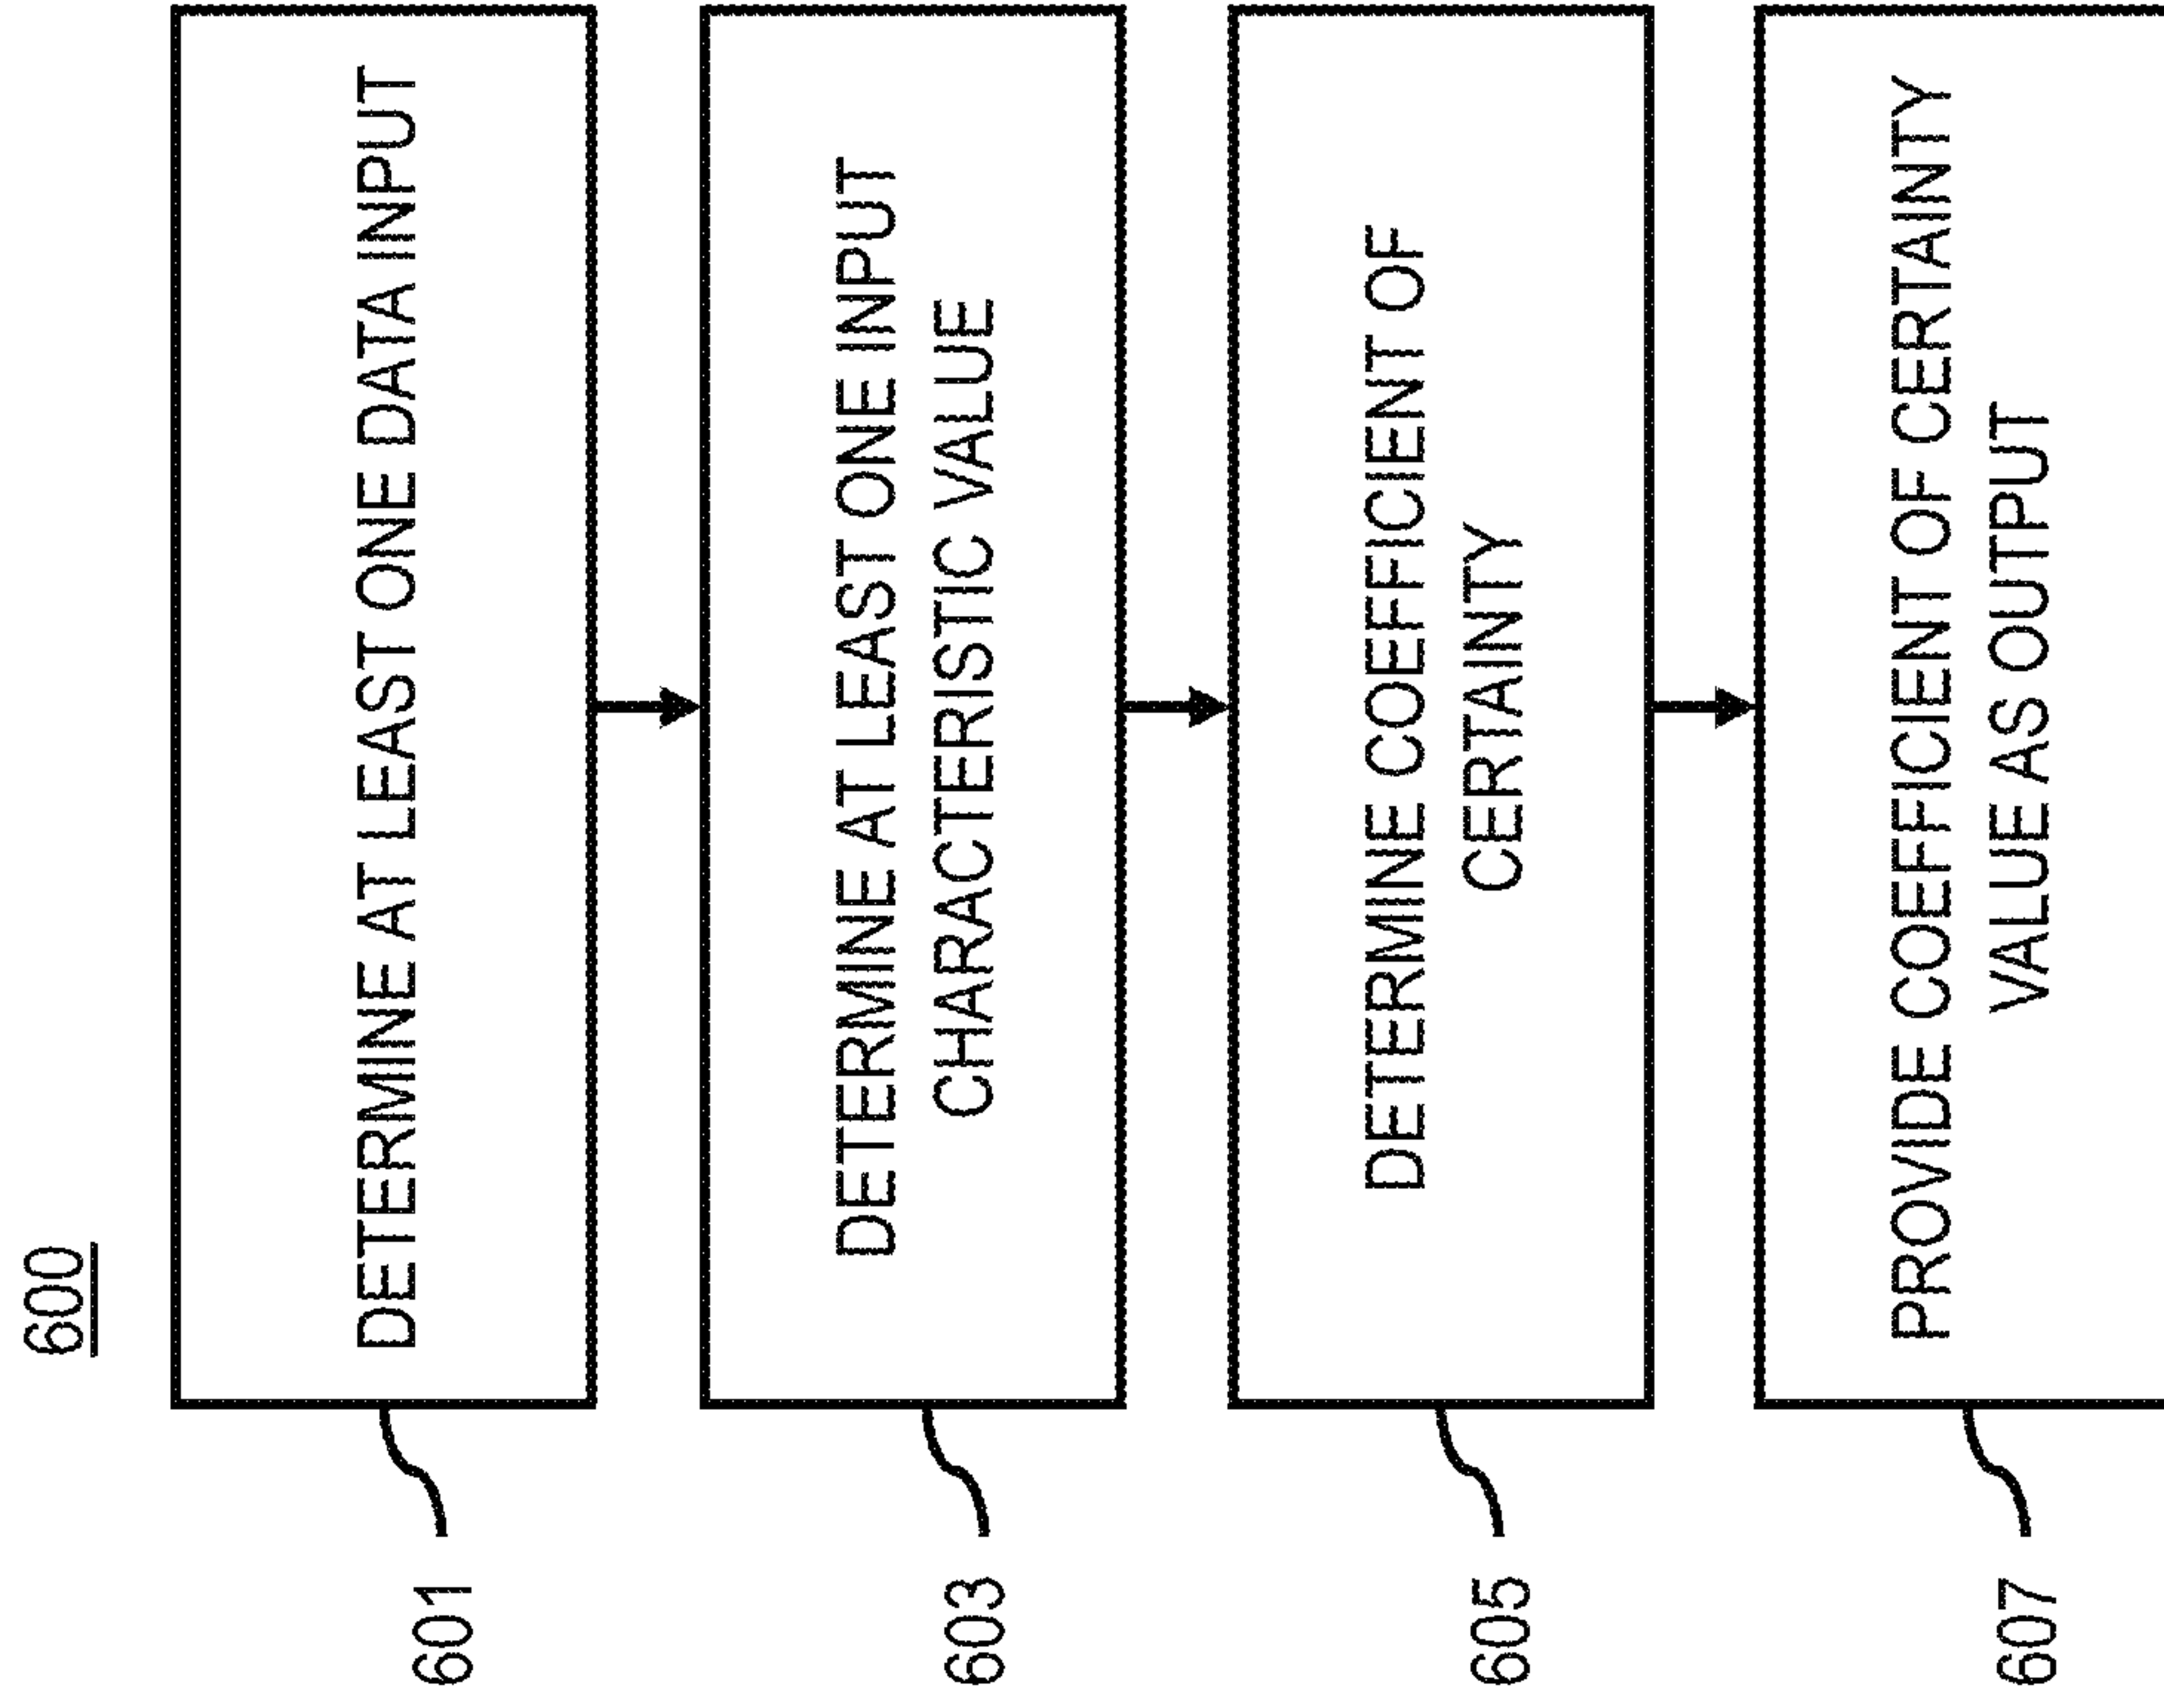 600
601
DETERMINE AT LEAST ONE DATA INPUT
603
DETERMINE AT LEAST ONE INPUT
CHARACTERISTIC VALUE
605
DETERMINE COEFFICIENT OF
CERTAINTY
607
PROVIDE COEFFICIENT OF CERTAINTY
VALUE AS OUTPUT